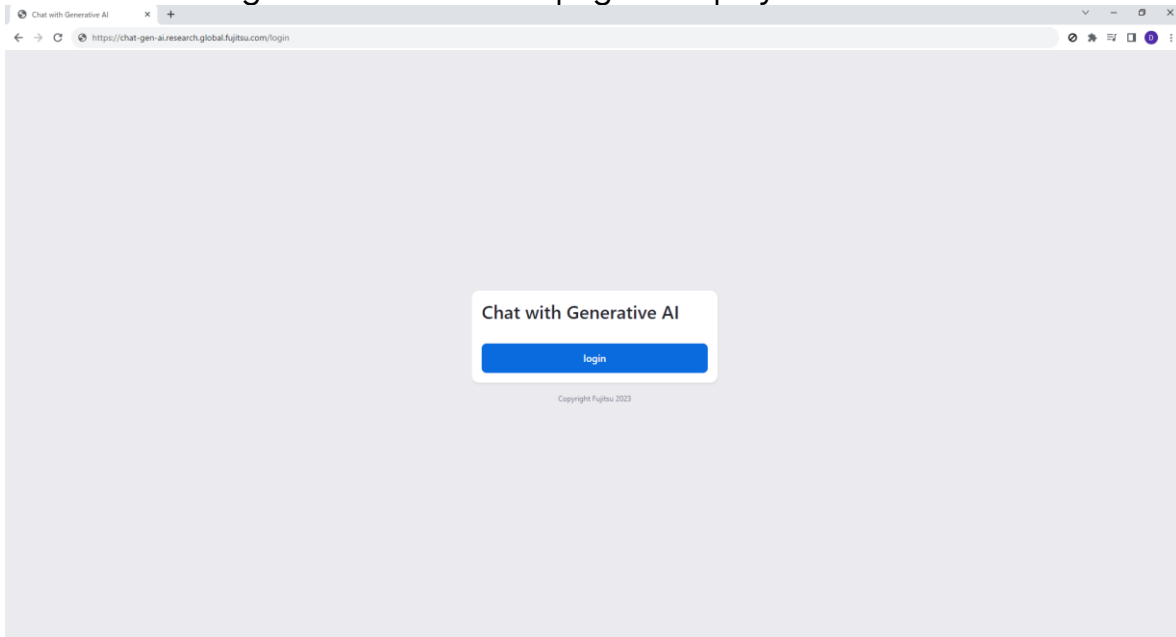 Chat with Generative AI
https://chat-gen-ai.research.global.fujitsu.com/login
D
Chat with Generative AI
login
Copyright Fujitsu 2023